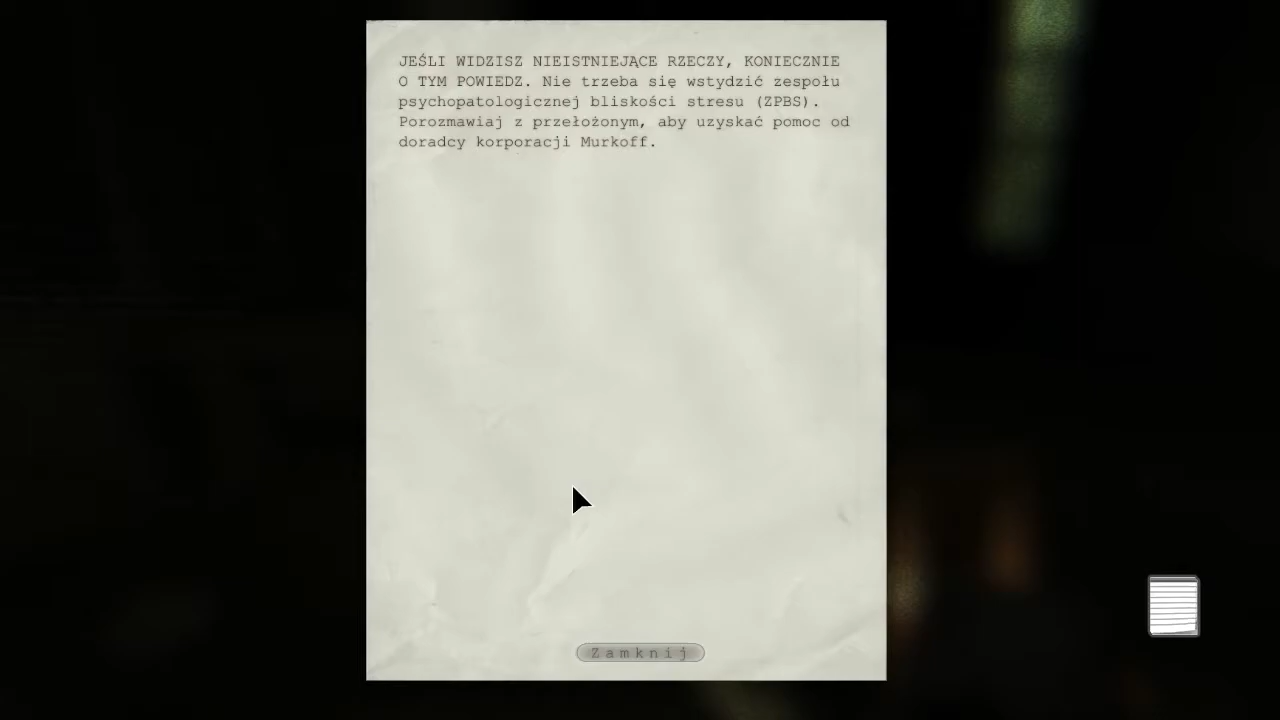 JEŚLI WIDZISZ NIEISTNIEJĄCE RZECZY, KONIECZNIE
O TYM POWIEDZ. Nie trzeba się wstydzić zespołu
psychopatologicznej bliskości stresu (ZPBS).
Porozmawiaj z przełożonym, aby uzyskać pomoc od
doradcy korporacji Murkoff.
Zamknij